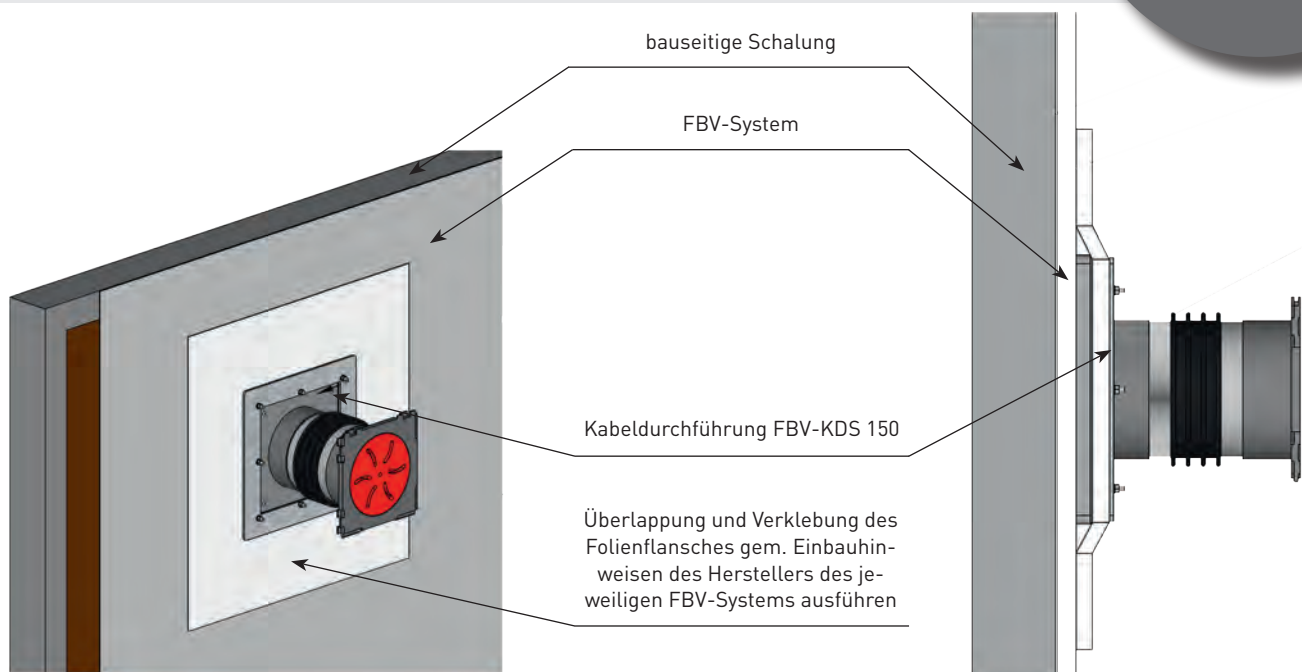 bauseitige Schalung
FBV-System
Kabeldurchführung FBV-KDS 150
Überlappung und Verklebung des
Folienflansches gem. Einbauhin-
weisen des Herstellers des je-
weiligen FBV-Systems ausführen